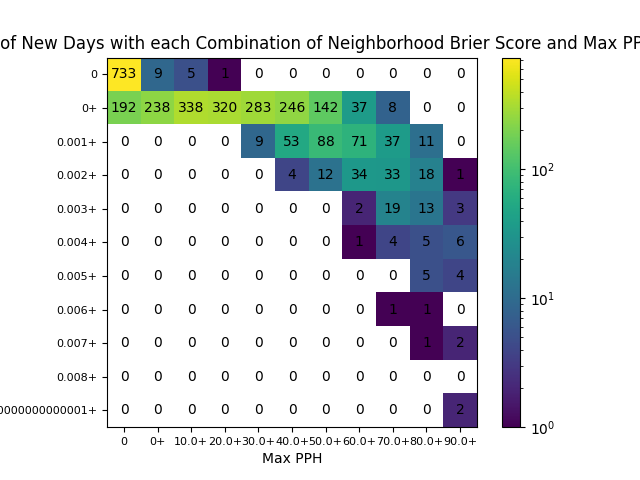 of New Days with each Combination of Neighborhood Brier Score and Max
0 733 9 5 1 0 0 0 0 0 0 0
0+ 192 238 338 320 283 246 142 37 8 0 0
0.001+ 0 0 0 0 9 53 88 71 37 11 0
0.002+ 0 0 0 0 0 4 12 34 33 18 1
0.003+ 0 0 0 0 0 0 0 2 19 13 3
0.004+ 0 0 0 0 0 0 0 1 4 5 6
0.005+ 0 0 0 0 0 0 0 0 0 5 4
0.006+ 0 0 0 0 0 0 0 0 1 1 0
0.007+ 0 0 0 0 0 0 0 0 0 1 2
0.008+ 0 0 0 0 0 0 0 0 0 0 0
0000000000001+ 0 0 0 0 0 0 0 0 0 0 2
0 0+ 10.0+ 20.0+ 30.0+ 40.0+ 50.0+ 60.0+ 70.0+ 80.0+ 90.0+
Max PPH
10²
10¹
10⁰